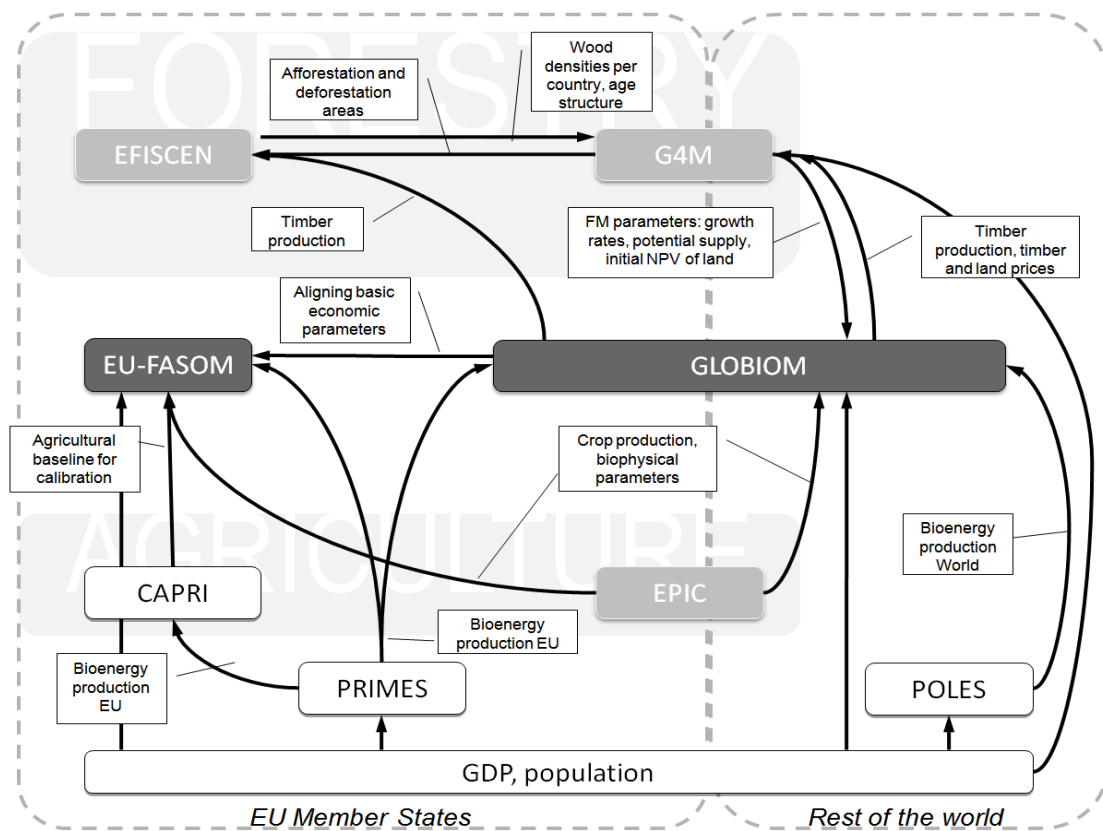 FORESTRY
Wood
densities per
country, age
structure
Afforestation and
deforestation
areas
EFISCEN
G4M
Timber
production
FM parameters: growth
rates, potential supply,
initial NPV of land
Timber
production, timber
and land prices
Aligning basic
economic
parameters
EU-FASOM
GLOBIOM
Agricultural
baseline for
calibration
Crop production,
biophysical
parameters
AGRICULTURE
Bioenergy
production
World
CAPRI
EPIC
Bioenergy
production EU
Bioenergy
production
EU
PRIMES
POLES
GDP, population
EU Member States
Rest of the world